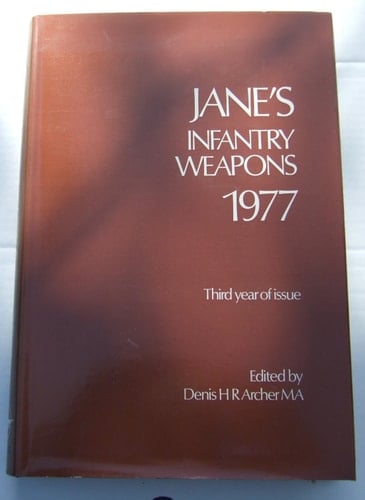 JANE'S
INFANTRY
WEAPONS
1977
Third year of issue
Edited by
Denis H R Archer MA